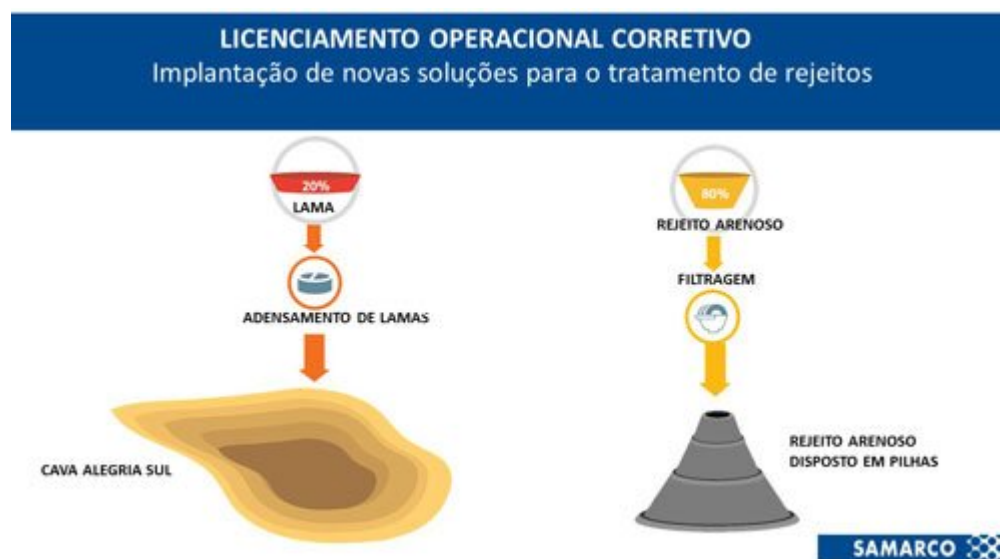 LICENCIAMENTO OPERACIONAL CORRETIVO
Implantação de novas soluções para o tratamento de rejeitos
20%
LAMA
ADENSAMENTO DE LAMAS
CAVA ALEGRIA SUL
80%
REJEITO ARENOSO
FILTRAGEM
REJEITO ARENOSO
DISPOSTO EM PILHAS
SAMARCO